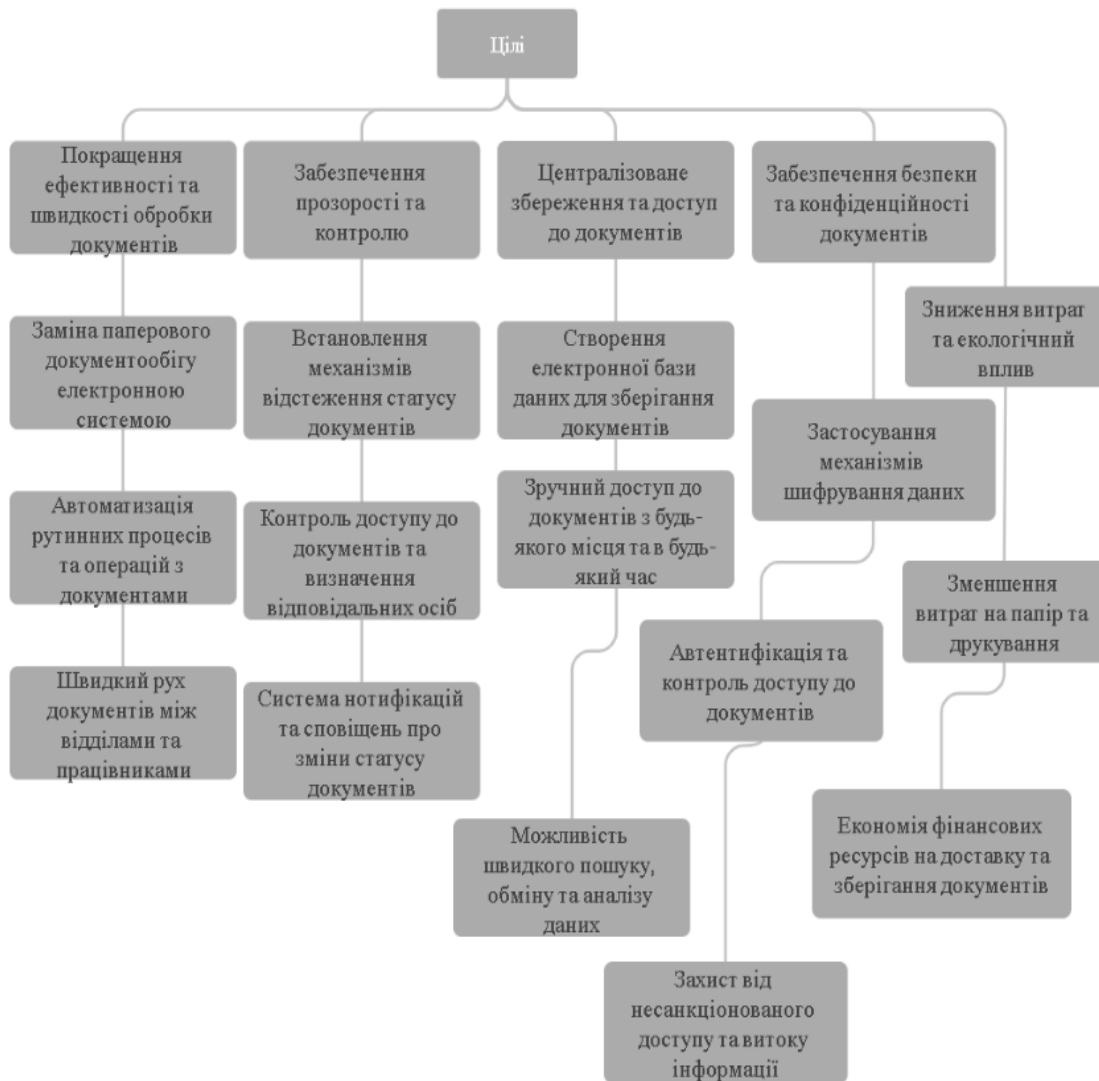 Цілі
Покращення
ефективності та
швидкості обробки
документів
Заміна паперового
документообігу
електронною
системою
Автоматизація
рутинних процесів
та операцій з
документами
Швидкий рух
документів між
відділами та
працівниками
Забезпечення
прозорості та
контролю
Встановлення
механізмів
відстеження статусу
документів
Контроль доступу до
документів та
визначення
відповідальних осіб
Система нотифікацій
та сповіщень про
зміни статусу
документів
Централізоване
збереження та доступ
до документів
Створення
електронної бази
даних для зберігання
документів
Зручний доступ до
документів з будь-
якого місця та в будь-
який час
Можливість
швидкого пошуку,
обміну та аналізу
даних
Забезпечення безпеки
та конфіденційності
документів
Застосування
механізмів
шифрування даних
Автентифікація та
контроль доступу до
документів
Захист від
несанкціонованого
доступу та витоку
інформації
Зниження витрат
та екологічний
вплив
Зменшення
витрат на папір та
друкування
Економія фінансових
ресурсів на доставку та
зберігання документів